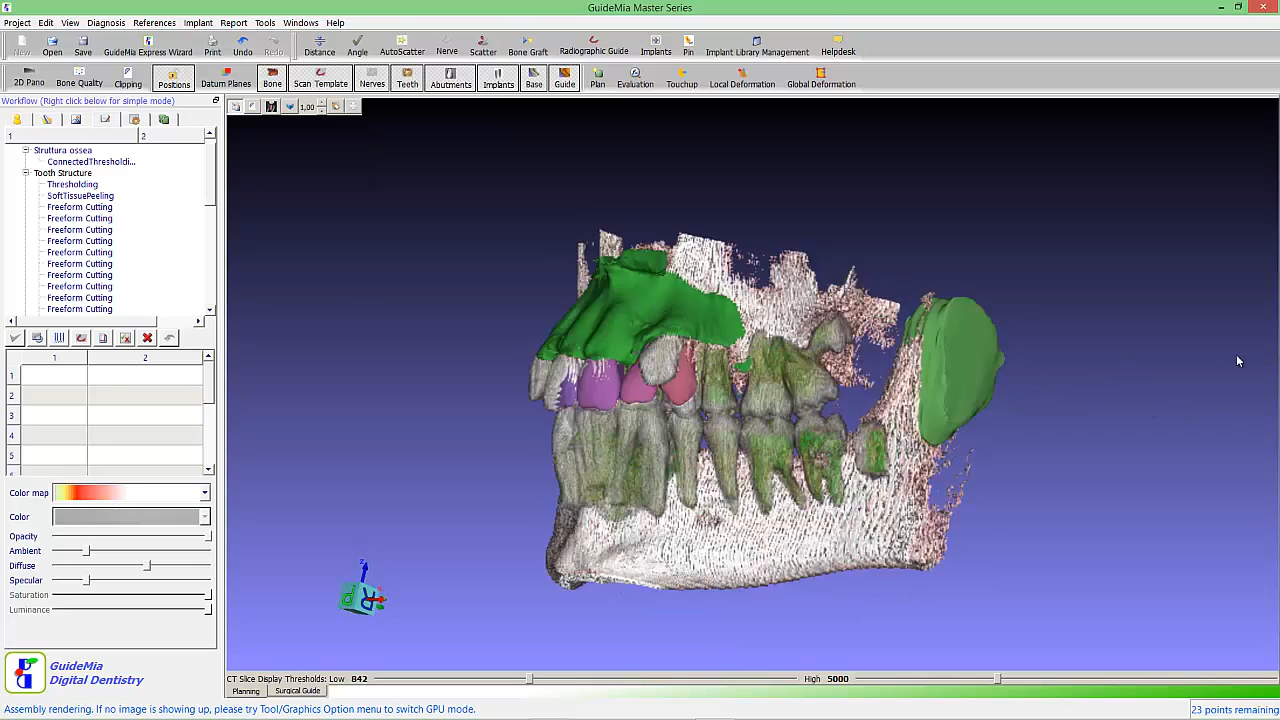 GuideMia Master Series
Project Edit View Diagnosis References Implant Report Tools Windows Help
New Open Save GuideMia Express Wizard Print Undo Redo Distance Angle AutoScatter Nerve Scatter Bone Graft Radiographic Guide Implants Pin Implant Library Management Helpdesk
2D Pano Bone Quality Clipping Positions Datum Planes Bone Scan Template Nerves Teeth Abutments Implants Base Guide Plan Evaluation Touchup Local Deformation Global Deformation
Workflow (Right click below for simple mode)
1,00
1 2
Struttura ossea
ConnectedThresholdi...
Tooth Structure
Thresholding
SoftTissuePeeling
Freeform Cutting
Freeform Cutting
Freeform Cutting
Freeform Cutting
Freeform Cutting
Freeform Cutting
Freeform Cutting
Freeform Cutting
Freeform Cutting
Freeform Cutting
1 2
1
2
3
4
5
Color map
Color
Opacity
Ambient
Diffuse
Specular
Saturation
Luminance
GuideMia
Digital Dentistry
CT Slice Display Thresholds: Low 842 High 5000
Planning Surgical Guide
Assembly rendering. If no image is showing up, please try Tool/Graphics Option menu to switch GPU mode. 23 points remaining